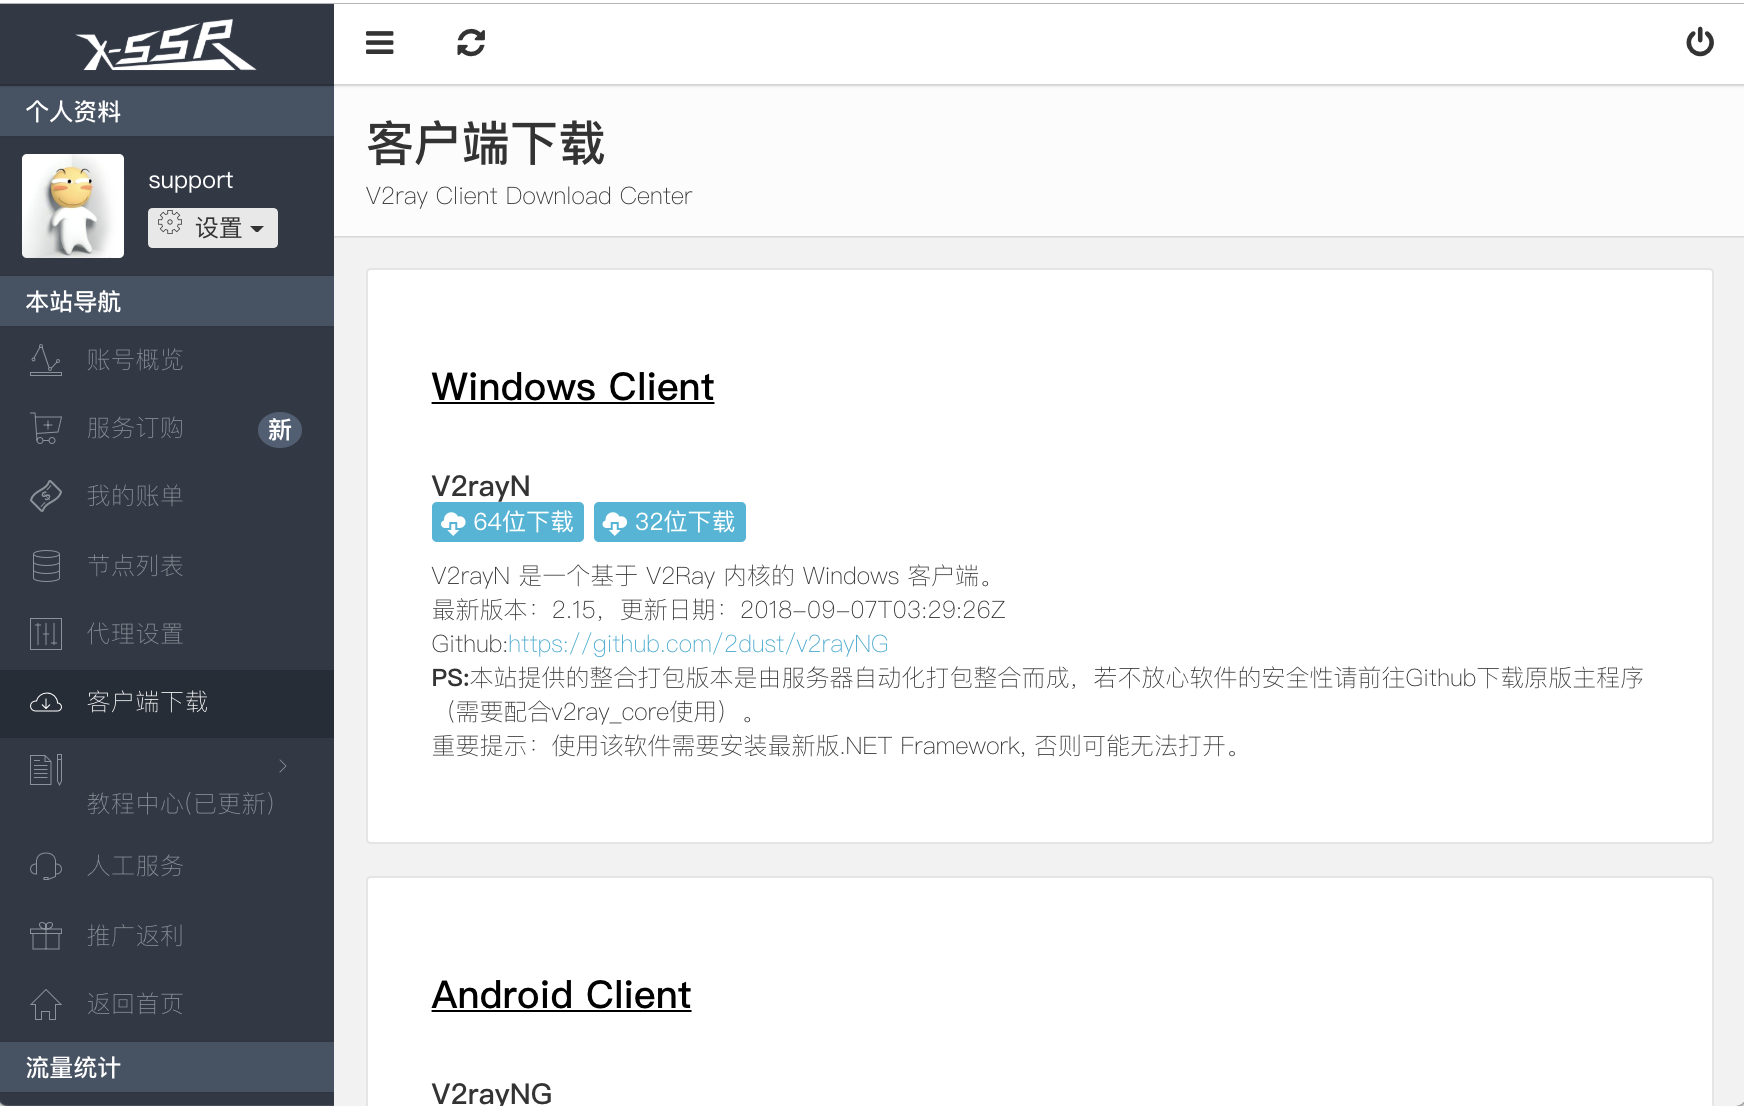 X-SSR
个人资料
support
设置
本站导航
账号概览
服务订购
新
我的账单
节点列表
代理设置
客户端下载
教程中心(已更新)
人工服务
推广返利
返回首页
流量统计
客户端下载
V2ray Client Download Center
Windows Client
V2rayN
64位下载 32位下载
V2rayN 是一个基于 V2Ray 内核的 Windows 客户端。
最新版本：2.15，更新日期：2018-09-07T03:29:26Z
Github:https://github.com/2dust/v2rayNG
PS:本站提供的整合打包版本是由服务器自动化打包整合而成，若不放心软件的安全性请前往Github下载原版主程序
（需要配合v2ray_core使用）。
重要提示：使用该软件需要安装最新版.NET Framework, 否则可能无法打开。
Android Client
V2rayNG